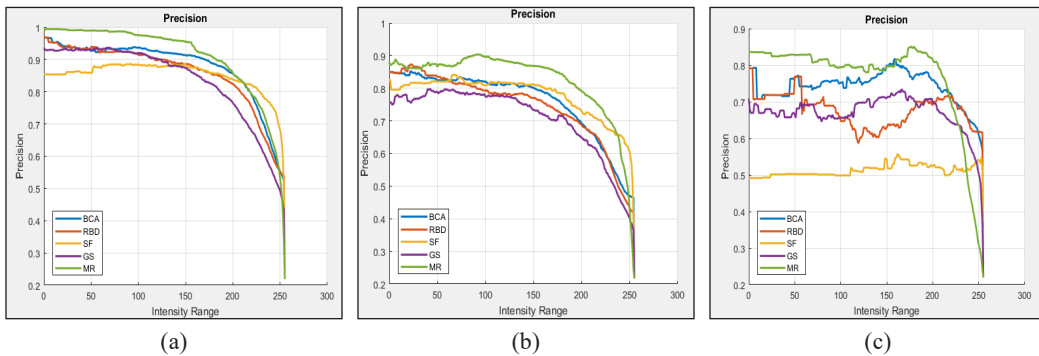 Precision
1
0.9
0.8
0.7
0.6
0.5
0.4
0.3
0.2
Precision
BCA
RBD
SF
GS
MR
0 50 100 150 200 250 300
Intensity Range
(a)
Precision
1
0.9
0.8
0.7
0.6
0.5
0.4
0.3
0.2
Precision
BCA
RBD
SF
GS
MR
0 50 100 150 200 250 300
Intensity Range
(b)
Precision
0.9
0.8
0.7
0.6
0.5
0.4
0.3
0.2
Precision
BCA
RBD
SF
GS
MR
0 50 100 150 200 250 300
Intensity Range
(c)